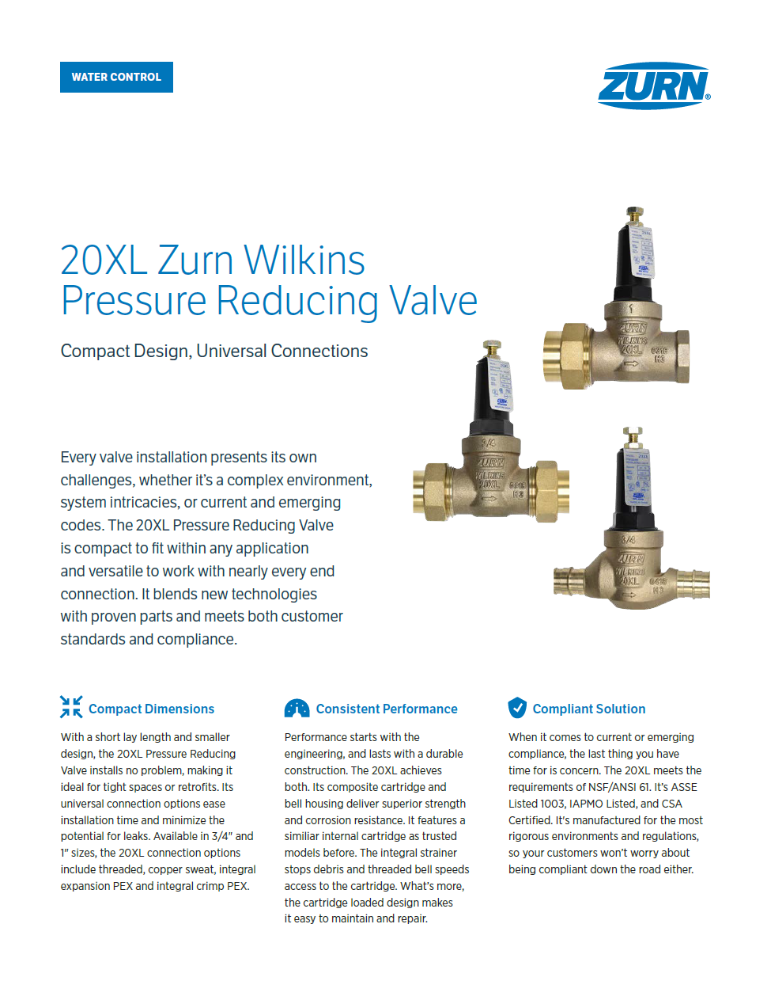 WATER CONTROL
ZURN®
20XL Zurn Wilkins
Pressure Reducing Valve
Compact Design, Universal Connections
1
ZURN
WILKINS
20XL
H3
3/4
ZURN
WILKINS
20XL
H3
3/4
ZURN
WILKINS
20XL
H3
Every valve installation presents its own
challenges, whether it’s a complex environment,
system intricacies, or current and emerging
codes. The 20XL Pressure Reducing Valve
is compact to fit within any application
and versatile to work with nearly every end
connection. It blends new technologies
with proven parts and meets both customer
standards and compliance.
Compact Dimensions
With a short lay length and smaller
design, the 20XL Pressure Reducing
Valve installs no problem, making it
ideal for tight spaces or retrofits. Its
universal connection options ease
installation time and minimize the
potential for leaks. Available in 3/4" and
1" sizes, the 20XL connection options
include threaded, copper sweat, integral
expansion PEX and integral crimp PEX.
Consistent Performance
Performance starts with the
engineering, and lasts with a durable
construction. The 20XL achieves
both. Its composite cartridge and
bell housing deliver superior strength
and corrosion resistance. It features a
similiar internal cartridge as trusted
models before. The integral strainer
stops debris and threaded bell speeds
access to the cartridge. What’s more,
the cartridge loaded design makes
it easy to maintain and repair.
Compliant Solution
When it comes to current or emerging
compliance, the last thing you have
time for is concern. The 20XL meets the
requirements of NSF/ANSI 61. It’s ASSE
Listed 1003, IAPMO Listed, and CSA
Certified. It's manufactured for the most
rigorous environments and regulations,
so your customers won’t worry about
being compliant down the road either.